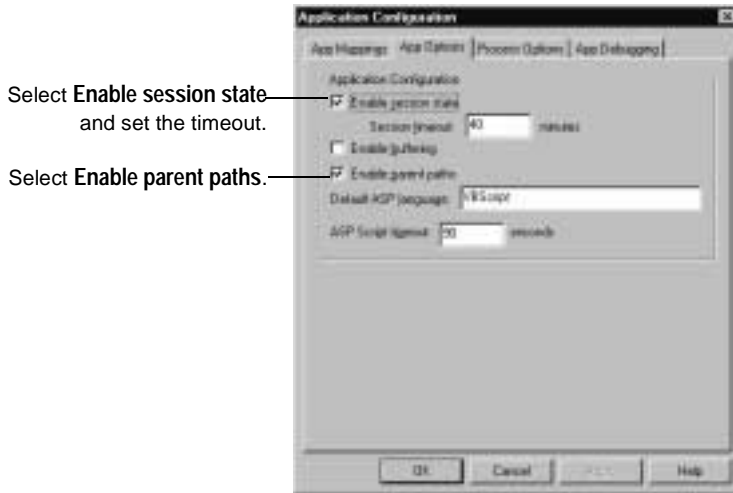 Application Configuration
App Mappings App Options Process Options App Debugging
Application Configuration
Select Enable session state
and set the timeout.
Enable session state
Session timeout: 40 minutes
Enable buffering
Select Enable parent paths.
Enable parent paths
Default ASP language: VBScript
ASP Script timeout: 90 seconds
OK Cancel Help